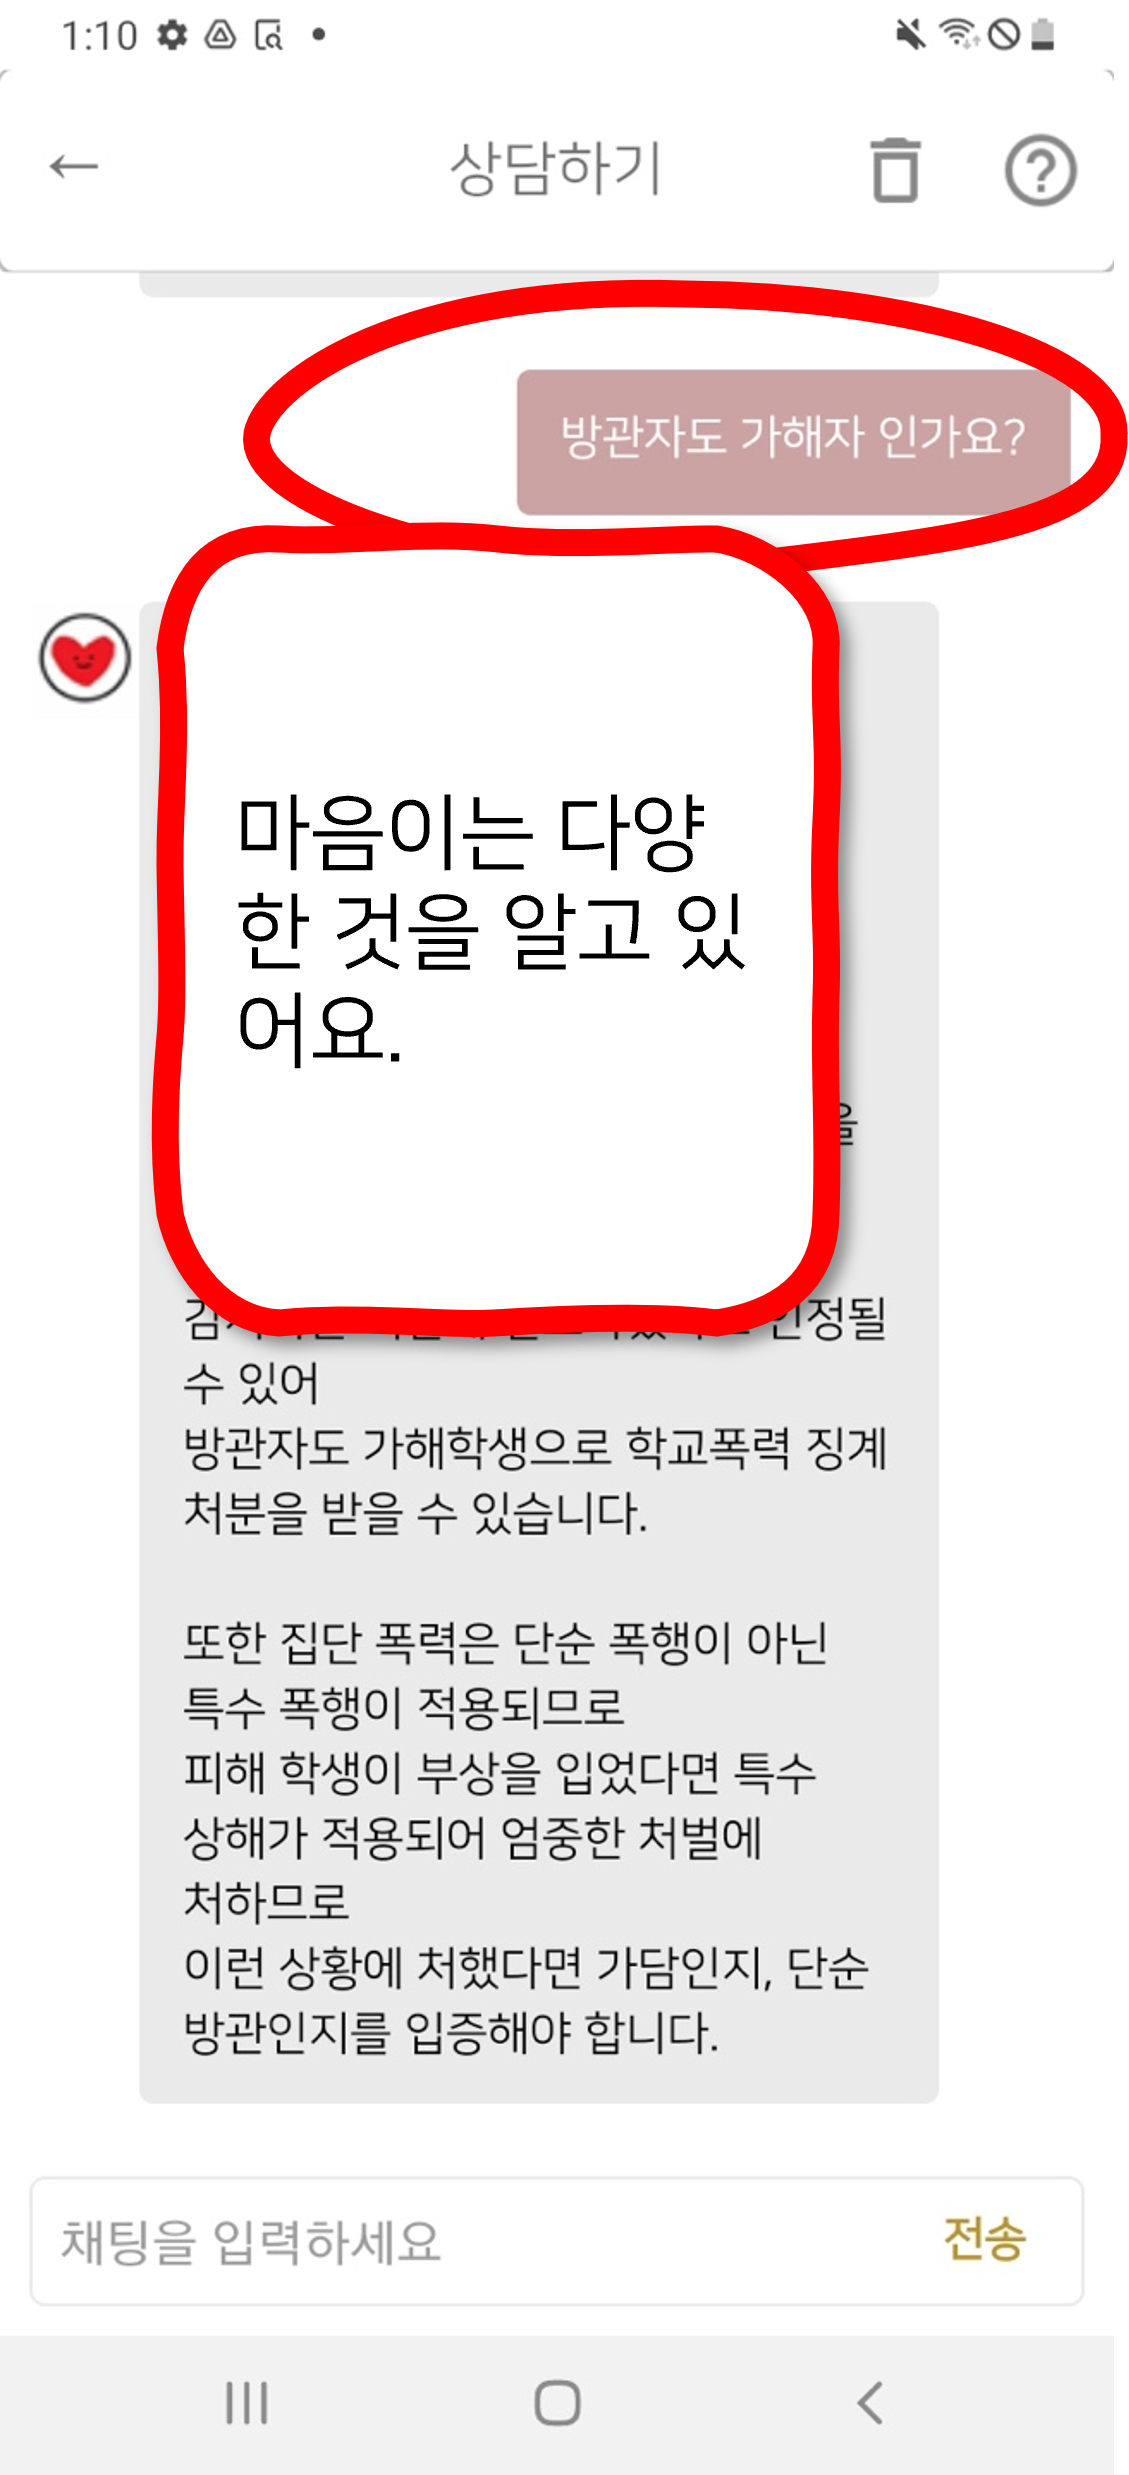 1:10
상담하기
방관자도 가해자 인가요?
마음이는 다양
한 것을 알고 있
어요.
을
인정될
수 있어
방관자도 가해학생으로 학교폭력 징계
처분을 받을 수 있습니다.
또한 집단 폭력은 단순 폭행이 아닌
특수 폭행이 적용되므로
피해 학생이 부상을 입었다면 특수
상해가 적용되어 엄중한 처벌에
처하므로
이런 상황에 처했다면 가담인지, 단순
방관인지를 입증해야 합니다.
채팅을 입력하세요 전송